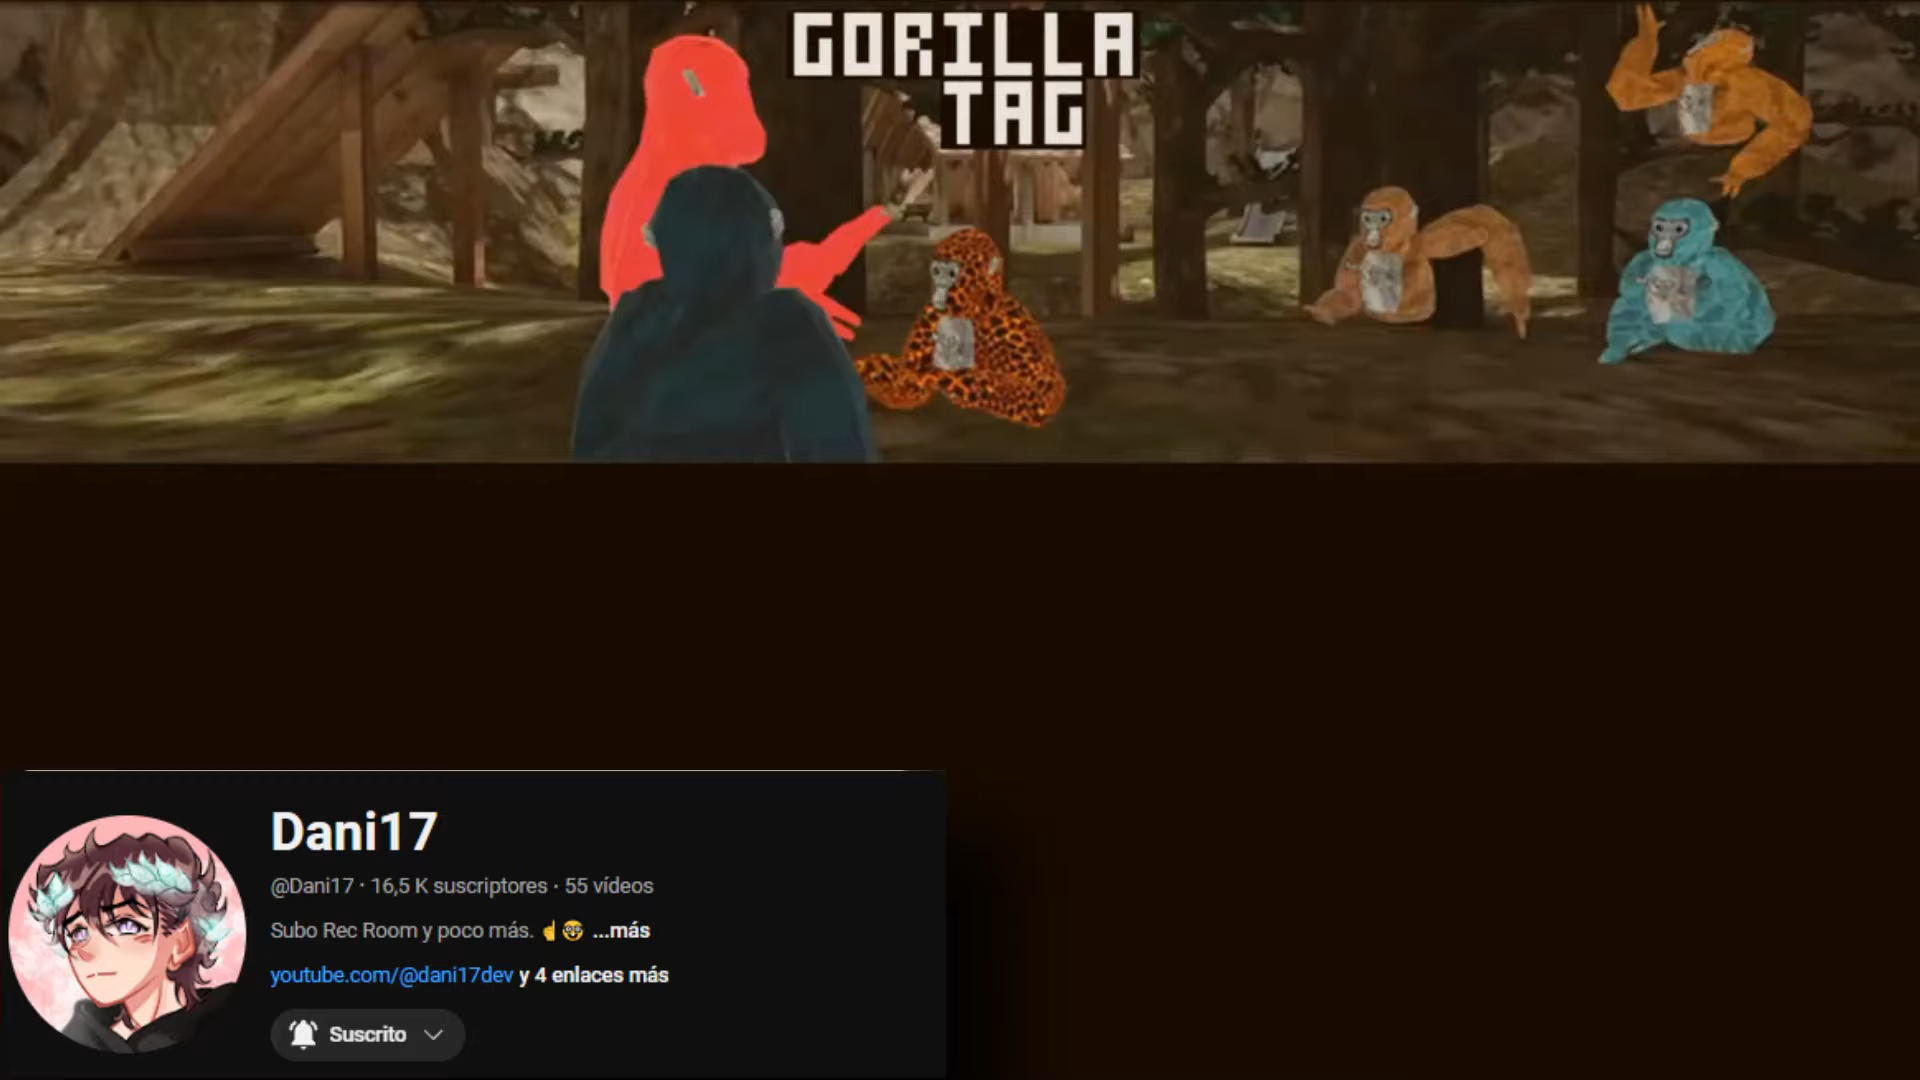 GORILLA
TAG
Dani17
@Dani17 · 16,5 K suscriptores · 55 vídeos
Subo Rec Room y poco más. ☝️🤓 ...más
youtube.com/@dani17dev y 4 enlaces más
Suscrito